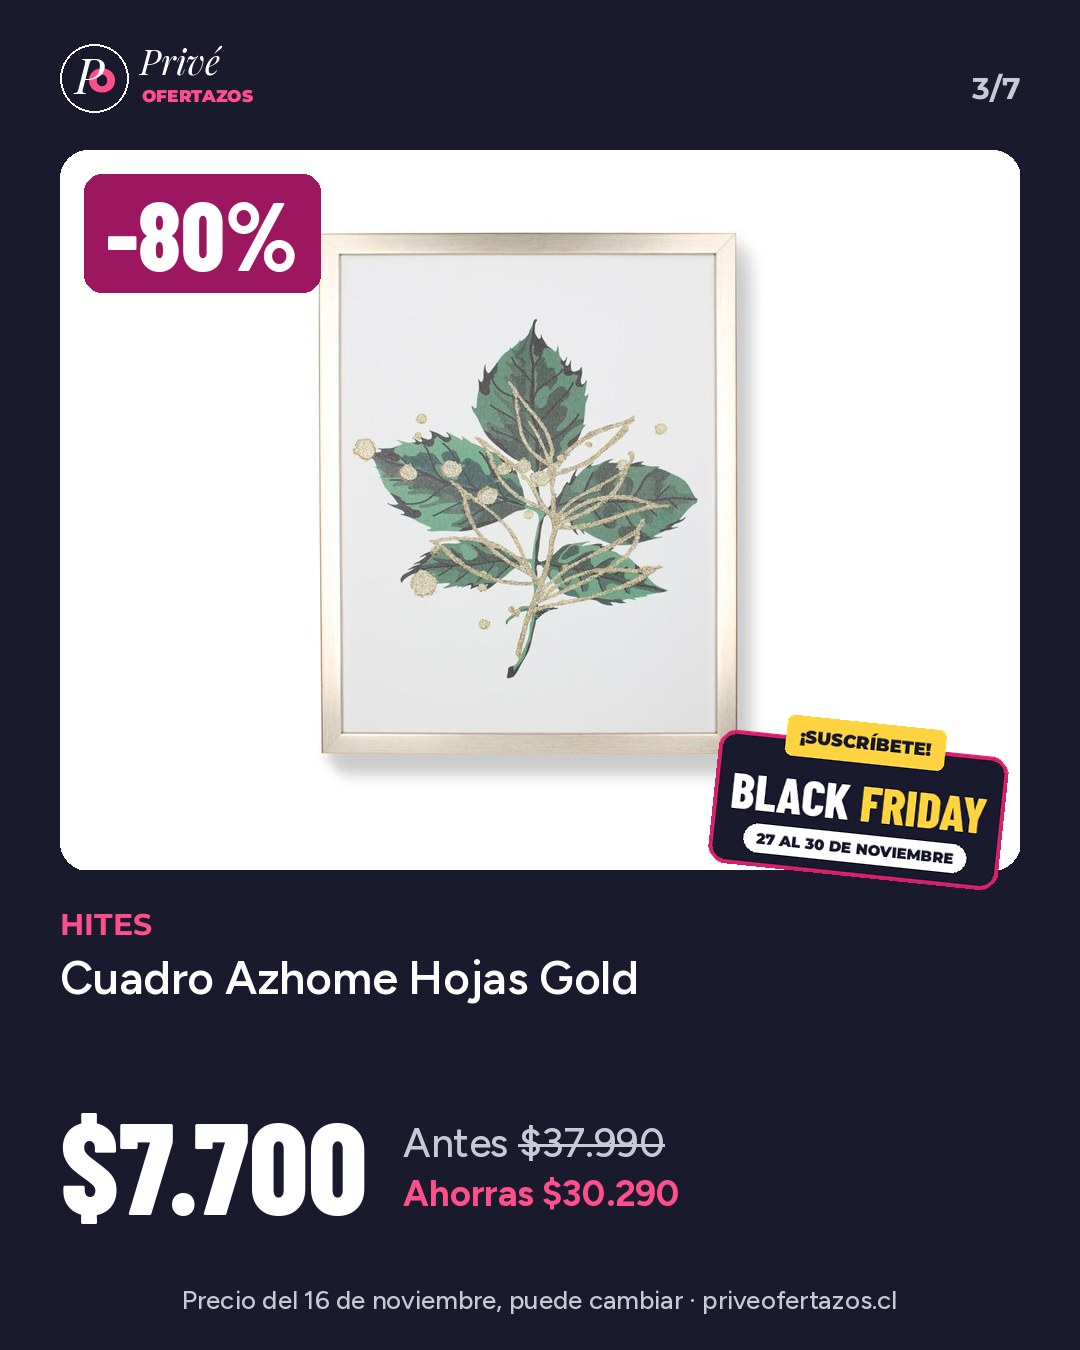 Privé
OFERTAZOS
3/7
-80%
¡SUSCRÍBETE!
BLACK FRIDAY
27 AL 30 DE NOVIEMBRE
HITES
Cuadro Azhome Hojas Gold
$7.700
Antes $37.990
Ahorras $30.290
Precio del 16 de noviembre, puede cambiar · priveofertazos.cl